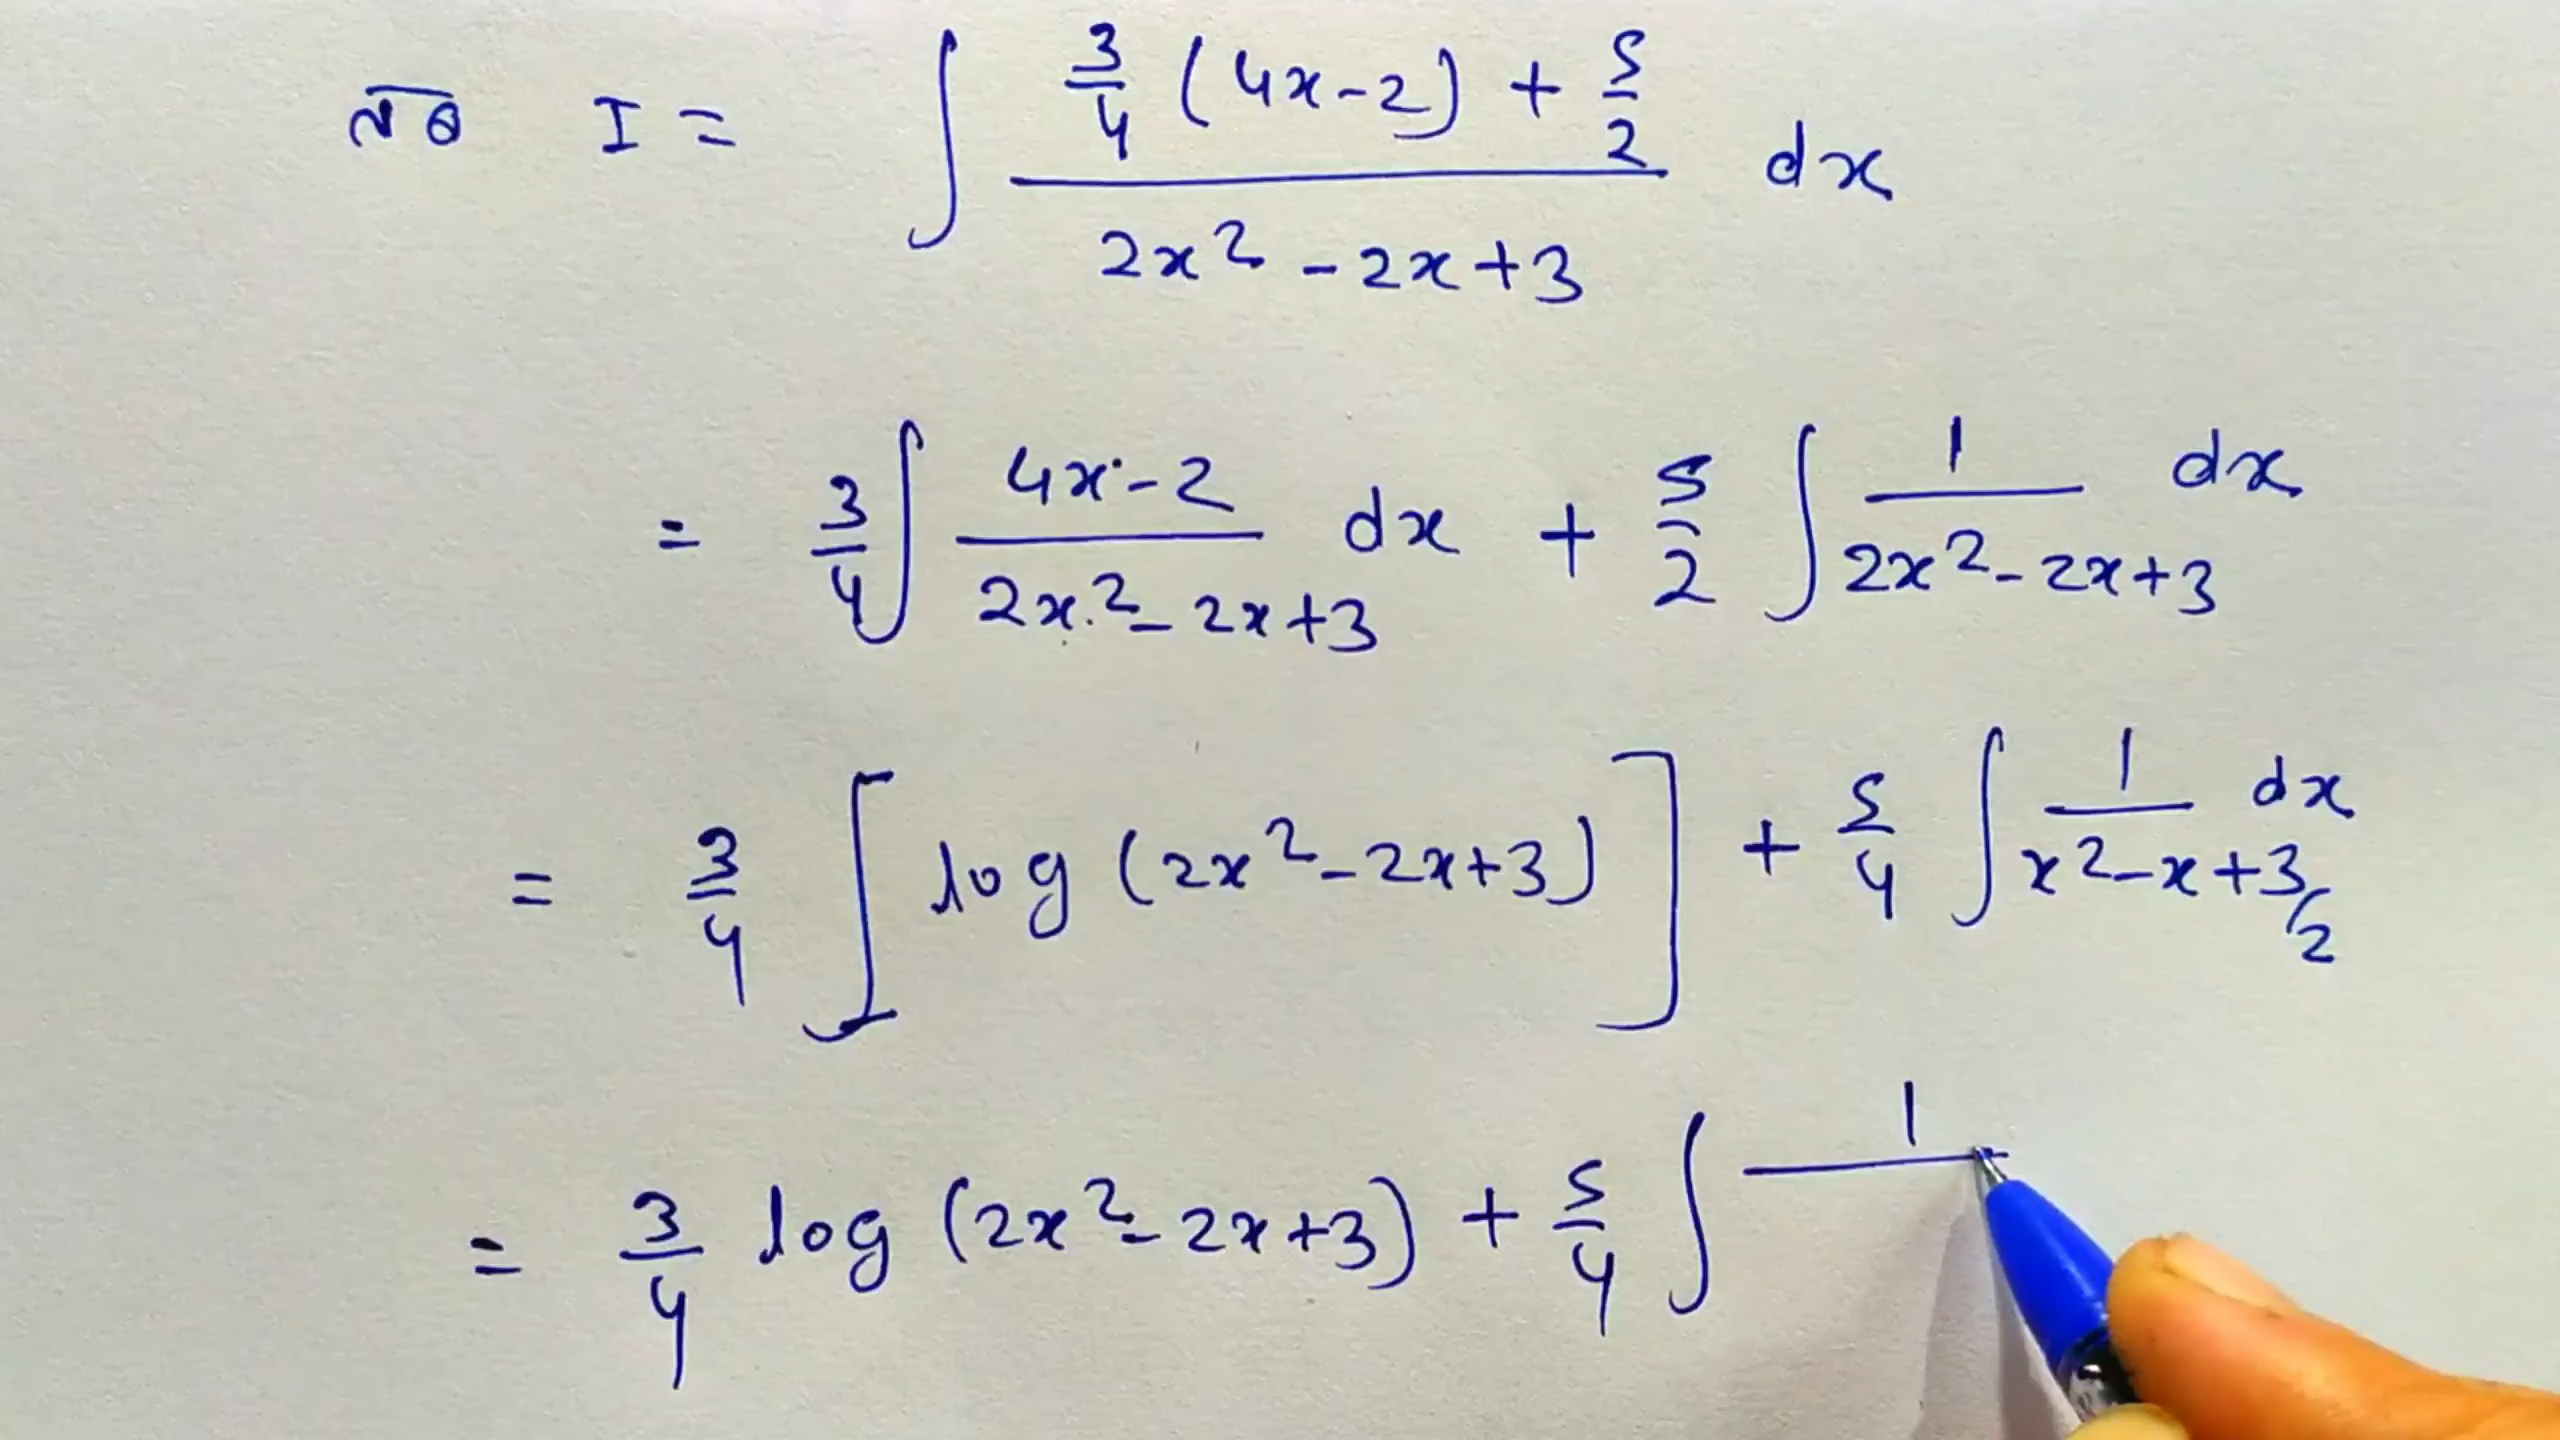 तब I = ∫ (3/4 (4x-2) + 5/2) / (2x² - 2x + 3) dx
= 3/4 ∫ (4x-2) / (2x² - 2x + 3) dx + 5/2 ∫ 1 / (2x² - 2x + 3) dx
= 3/4 [log (2x² - 2x + 3)] + 5/4 ∫ 1 / (x² - x + 3/2) dx
= 3/4 log (2x² - 2x + 3) + 5/4 ∫ 1 /